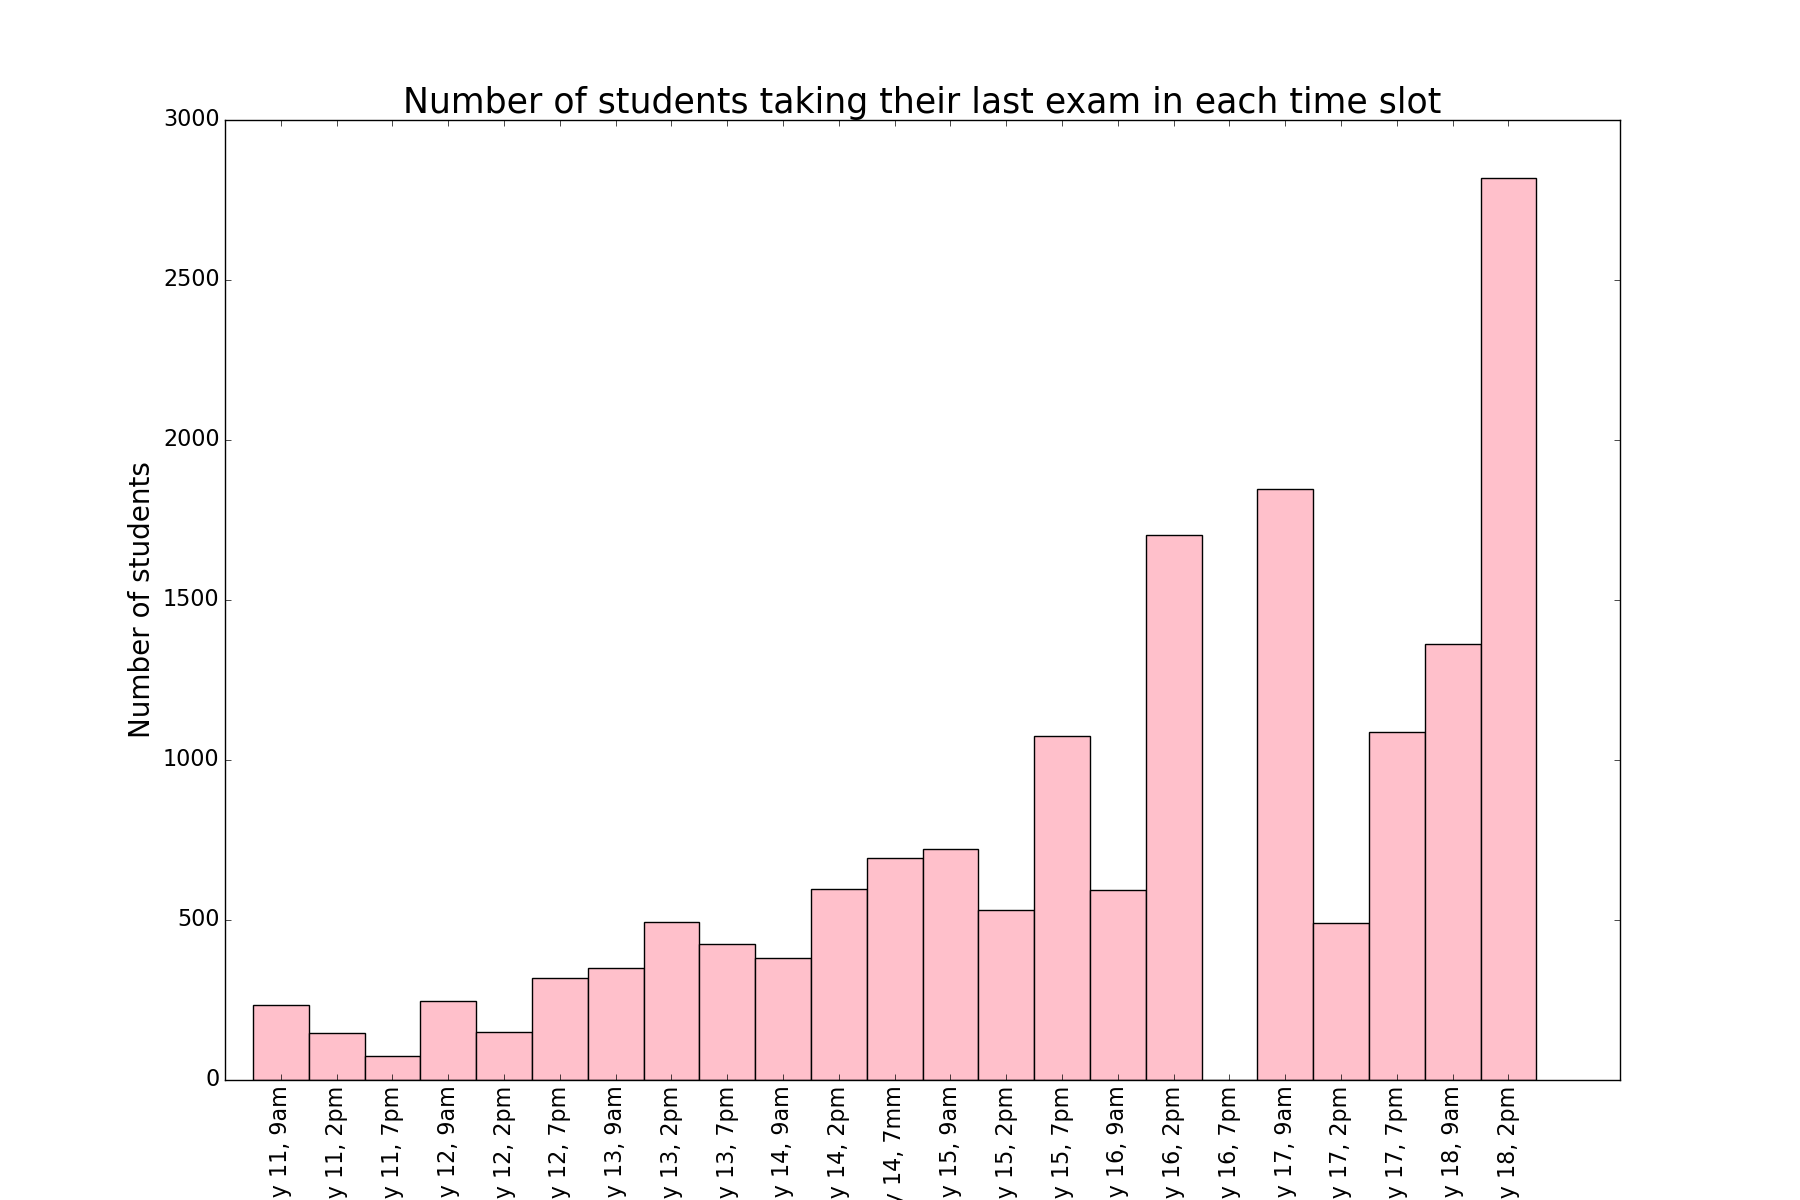 Number of students taking their last exam in each time slot
3000
2500
2000
1500
1000
500
0
Number of students
y 11, 9am
y 11, 2pm
y 11, 7pm
y 12, 9am
y 12, 2pm
y 12, 7pm
y 13, 9am
y 13, 2pm
y 13, 7pm
y 14, 9am
y 14, 2pm
y 14, 7mm
y 15, 9am
y 15, 2pm
y 15, 7pm
y 16, 9am
y 16, 2pm
y 16, 7pm
y 17, 9am
y 17, 2pm
y 17, 7pm
y 18, 9am
y 18, 2pm